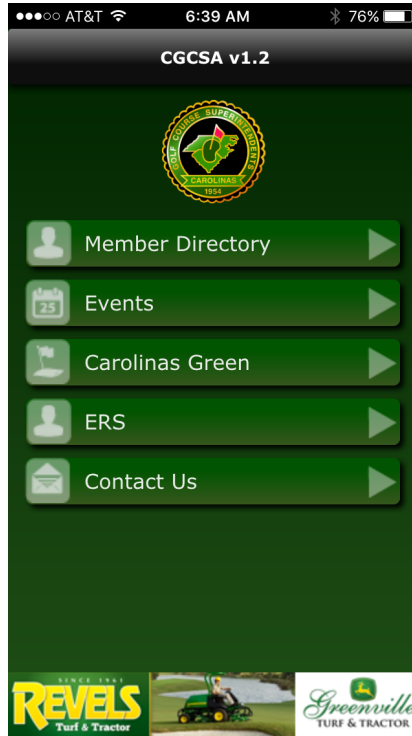 AT&T 6:39 AM 76%
CGCSA v1.2
GOLF COURSE SUPERINTENDENTS
CAROLINAS
1954
Member Directory
25 Events
Carolinas Green
ERS
Contact Us
SINCE 1961
REVELS
Turf & Tractor
Greenville
TURF & TRACTOR